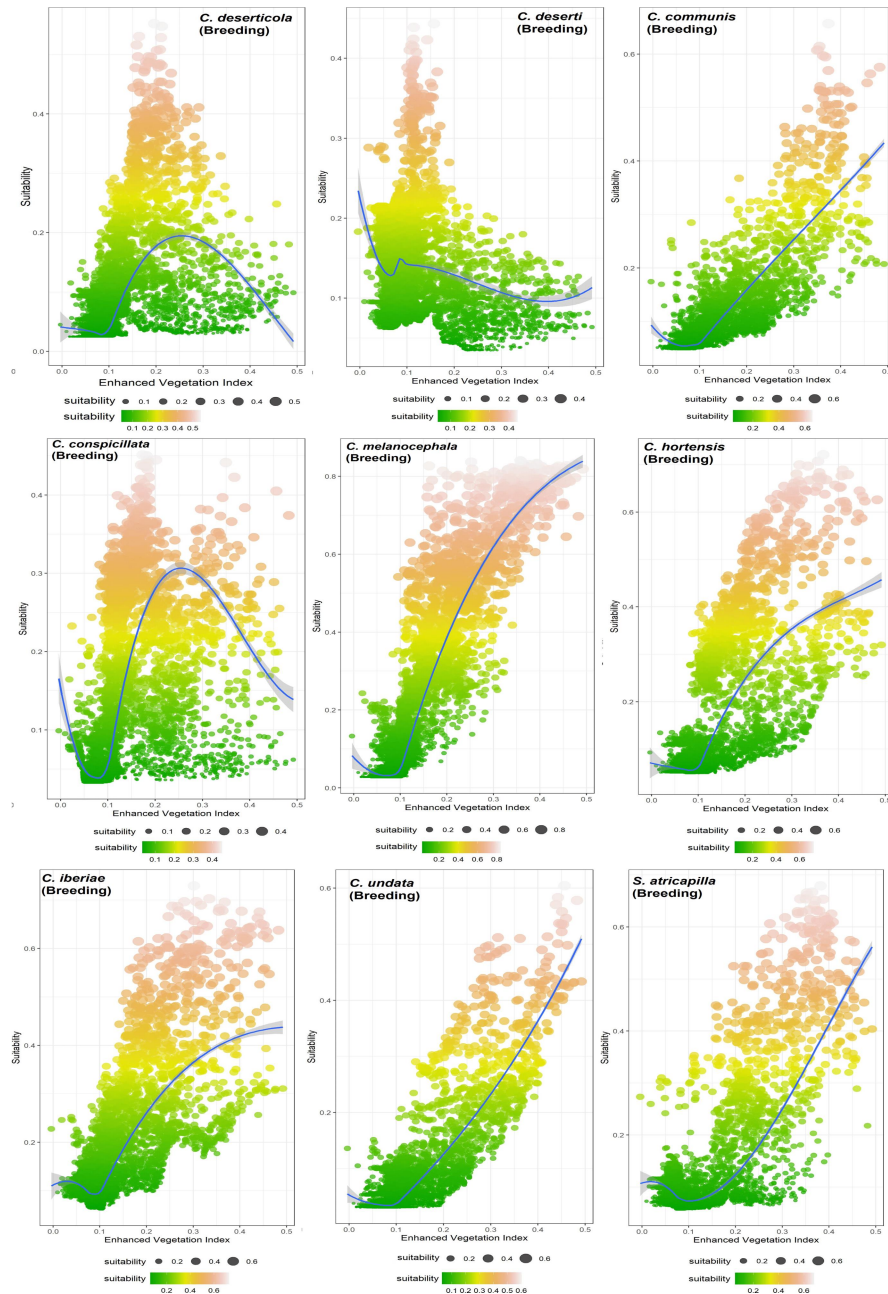 C. deserticola
(Breeding)
Suitability
0.4
0.2
0.0
0
0.0 0.1 0.2 0.3 0.4 0.5
Enhanced Vegetation Index
suitability 0.1 0.2 0.3 0.4 0.5
suitability
0.1 0.2 0.3 0.4 0.5
C. deserti
(Breeding)
Suitability
0.4
0.3
0.2
0.1
0.0 0.1 0.2 0.3 0.4 0.5
Enhanced Vegetation Index
suitability 0.1 0.2 0.3 0.4
suitability
0.1 0.2 0.3 0.4
C. communis
(Breeding)
Suitability
0.6
0.4
0.2
0.0 0.1 0.2 0.3 0.4 0.5
Enhanced Vegetation Index
suitability 0.2 0.4 0.6
suitability
0.2 0.4 0.6
C. conspicillata
(Breeding)
Suitability
0.4
0.3
0.2
0.1
0.0 0.1 0.2 0.3 0.4 0.5
Enhanced Vegetation Index
suitability 0.1 0.2 0.3 0.4
suitability
0.1 0.2 0.3 0.4
C. melanocephala
(Breeding)
Suitability
0.8
0.6
0.4
0.2
0.0
0.0 0.1 0.2 0.3 0.4 0.5
Enhanced Vegetation Index
suitability 0.2 0.4 0.6 0.8
suitability
0.2 0.4 0.6 0.8
C. hortensis
(Breeding)
Suitability
0.6
0.4
0.2
0.0 0.1 0.2 0.3 0.4 0.5
Enhanced Vegetation Index
suitability 0.2 0.4 0.6
suitability
0.2 0.4 0.6
C. iberiae
(Breeding)
Suitability
0.6
0.4
0.2
0.0 0.1 0.2 0.3 0.4 0.5
Enhanced Vegetation Index
suitability 0.2 0.4 0.6
suitability
0.2 0.4 0.6
C. undata
(Breeding)
Suitability
0.6
0.4
0.2
0.0 0.1 0.2 0.3 0.4 0.5
Enhanced Vegetation Index
suitability 0.2 0.4 0.6
suitability
0.1 0.2 0.3 0.4 0.5 0.6
S. atricapilla
(Breeding)
Suitability
0.6
0.4
0.2
0.0 0.1 0.2 0.3 0.4 0.5
Enhanced Vegetation Index
suitability 0.2 0.4 0.6
suitability
0.2 0.4 0.6